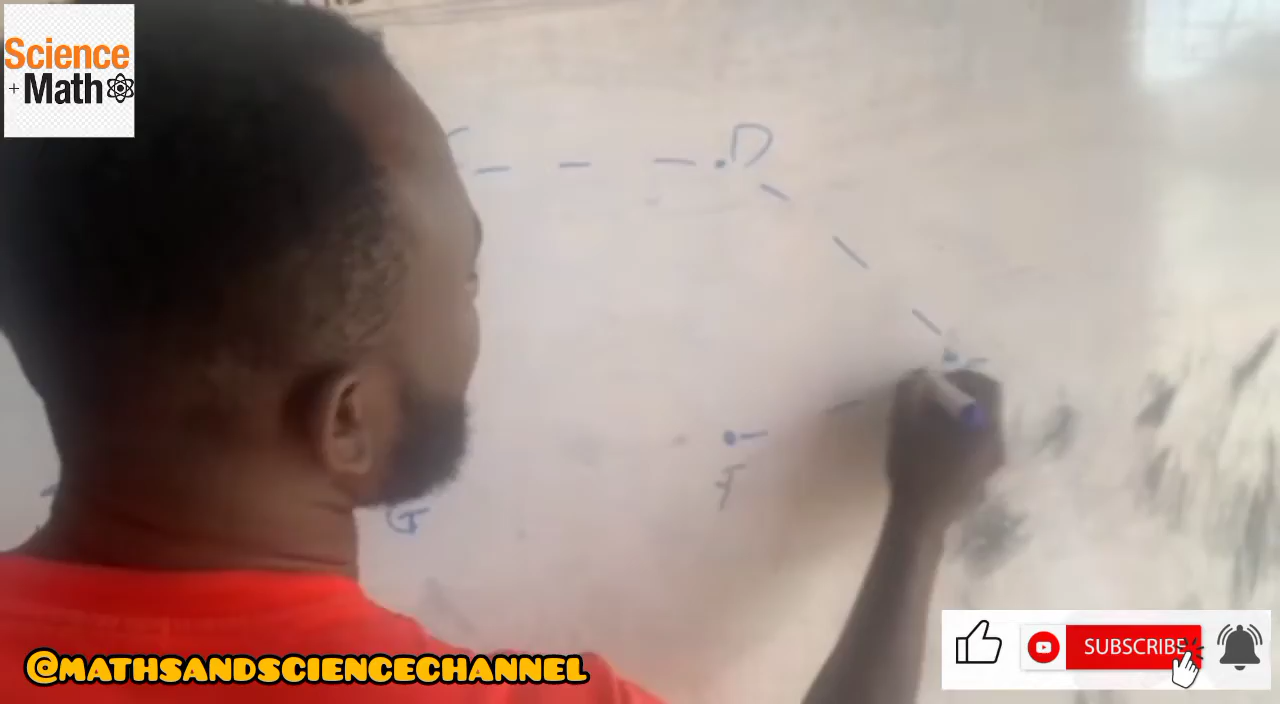 Science
+Math
D
F
G
@MATHSANDSCIENCECHANNEL
SUBSCRIBE